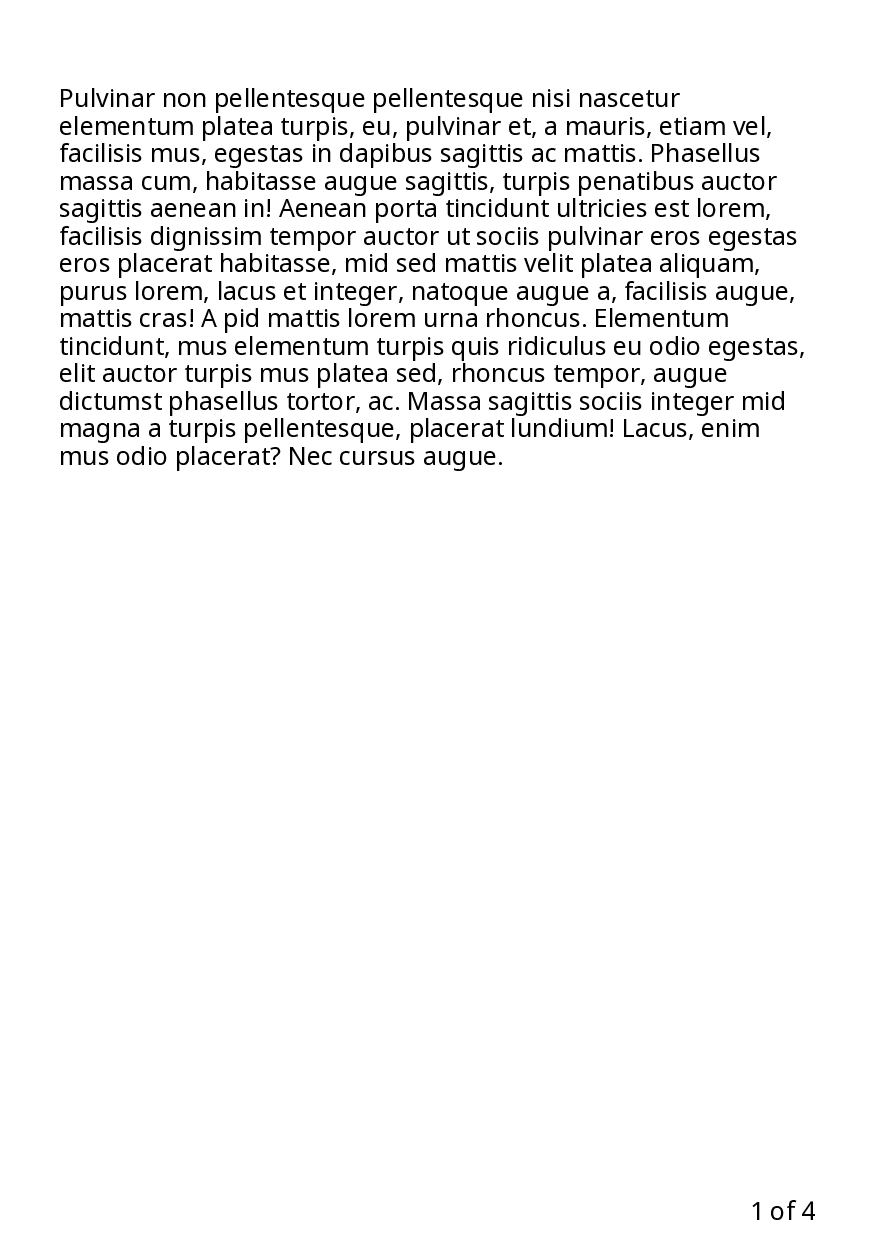 Pulvinar non pellentesque pellentesque nisi nascetur
elementum platea turpis, eu, pulvinar et, a mauris, etiam vel,
facilisis mus, egestas in dapibus sagittis ac mattis. Phasellus
massa cum, habitasse augue sagittis, turpis penatibus auctor
sagittis aenean in! Aenean porta tincidunt ultricies est lorem,
facilisis dignissim tempor auctor ut sociis pulvinar eros egestas
eros placerat habitasse, mid sed mattis velit platea aliquam,
purus lorem, lacus et integer, natoque augue a, facilisis augue,
mattis cras! A pid mattis lorem urna rhoncus. Elementum
tincidunt, mus elementum turpis quis ridiculus eu odio egestas,
elit auctor turpis mus platea sed, rhoncus tempor, augue
dictumst phasellus tortor, ac. Massa sagittis sociis integer mid
magna a turpis pellentesque, placerat lundium! Lacus, enim
mus odio placerat? Nec cursus augue.
1 of 4